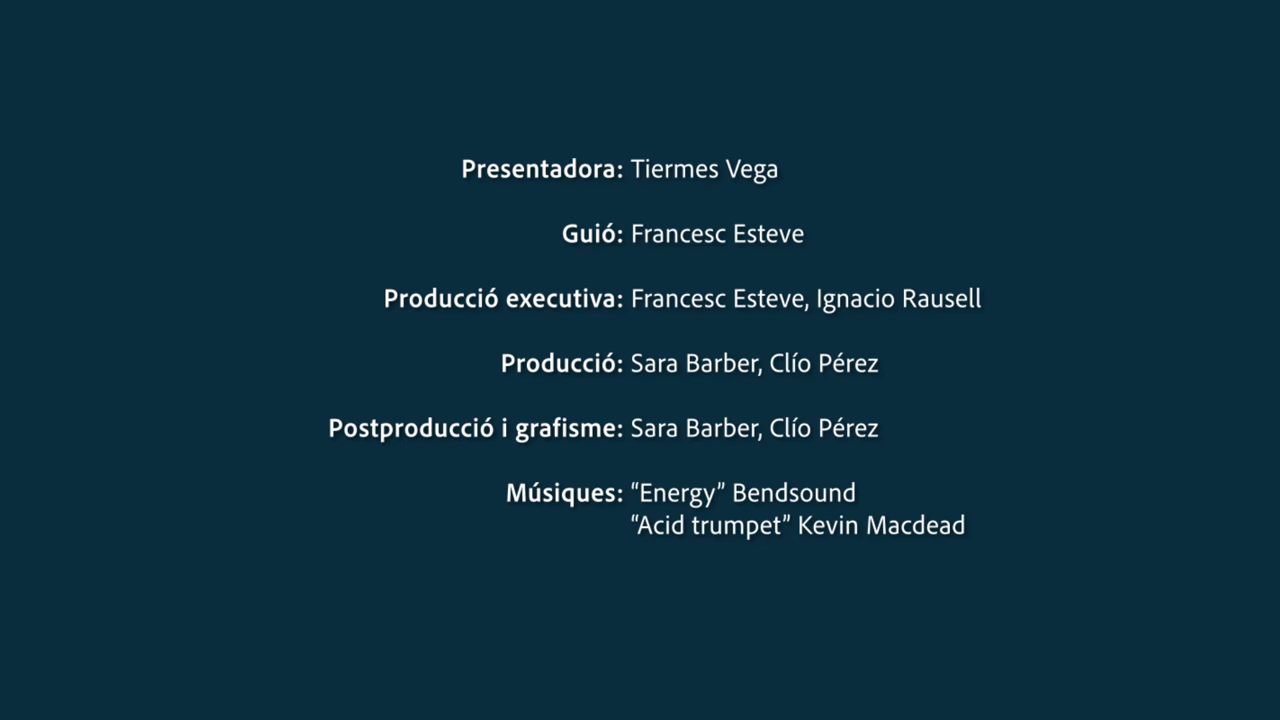 Presentadora: Tiermes Vega
Guió: Francesc Esteve
Producció executiva: Francesc Esteve, Ignacio Rausell
Producció: Sara Barber, Clío Pérez
Postproducció i grafisme: Sara Barber, Clío Pérez
Músiques: “Energy” Bendsound
“Acid trumpet” Kevin Macdead